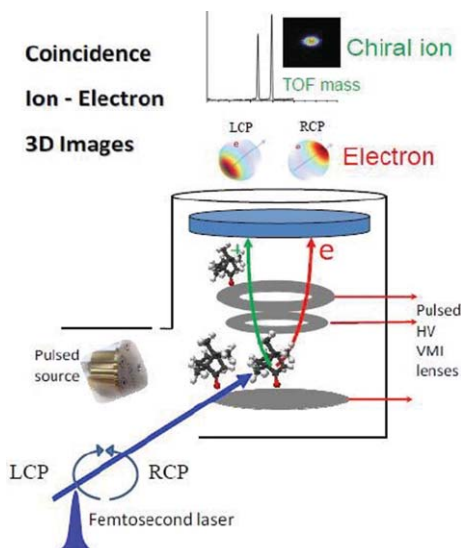 Coincidence
Ion - Electron
3D Images
Chiral ion
TOF mass
LCP
RCP
e
e
Electron
+
e
Pulsed
source
Pulsed
HV
VMI
lenses
LCP
RCP
Femtosecond laser